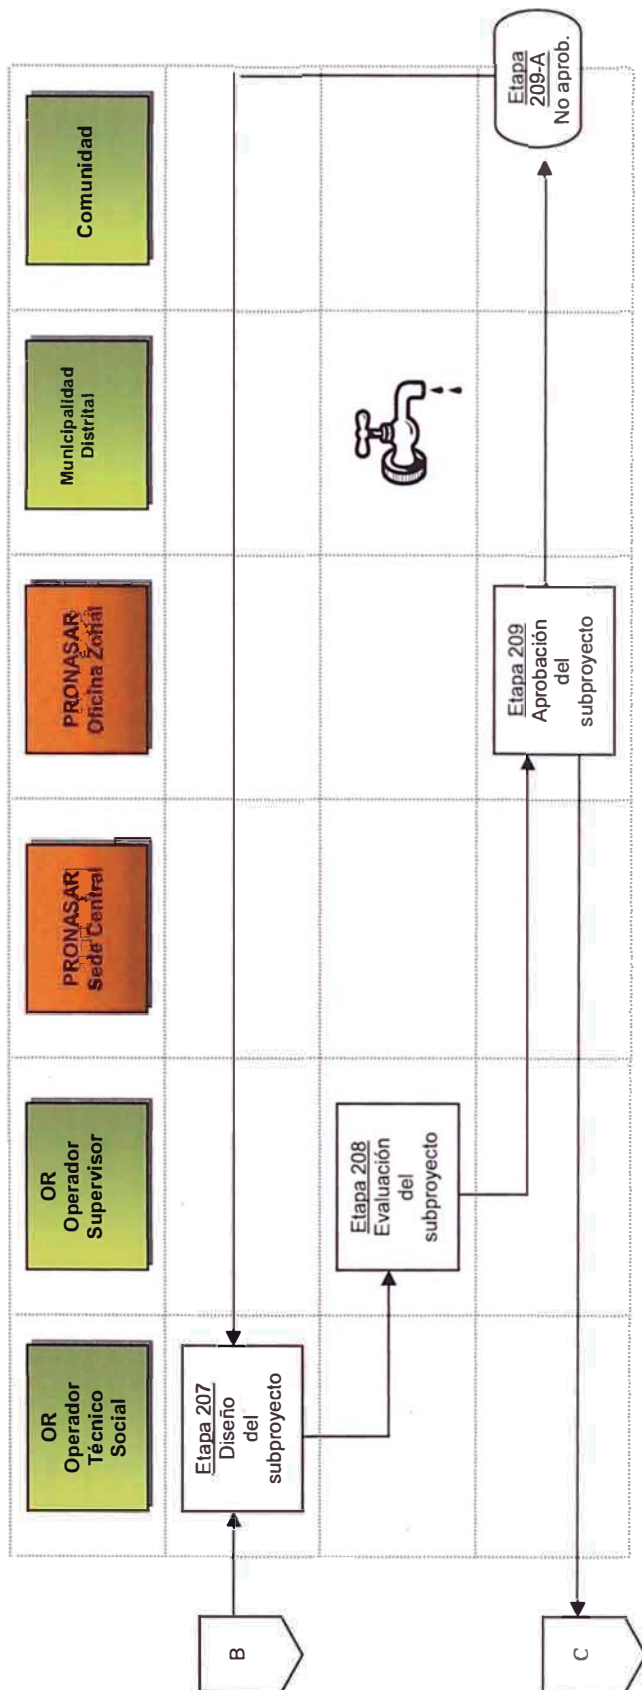 OR
Operador
Técnico
Social
OR
Operador
Supervisor
PRONASAR
Sede Central
PRONASAR
Oficina Zonal
Municipalidad
Distrital
Comunidad
B
Etapa 207
Diseño
del
subproyecto
Etapa 208
Evaluación
del
subproyecto
Etapa 209
Aprobación
del
subproyecto
Etapa
209-A
No aprob.
C